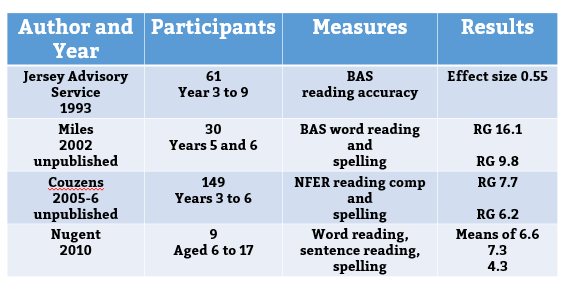 Author and Year
Participants
Measures
Results
Jersey Advisory
Service
1993
61
Year 3 to 9
BAS
reading accuracy
Effect size 0.55
Miles
2002
unpublished
30
Years 5 and 6
BAS word reading
and
spelling
RG 16.1
RG 9.8
Couzens
2005-6
unpublished
149
Years 3 to 6
NFER reading comp
and
spelling
RG 7.7
RG 6.2
Nugent
2010
9
Aged 6 to 17
Word reading,
sentence reading,
spelling
Means of 6.6
7.3
4.3